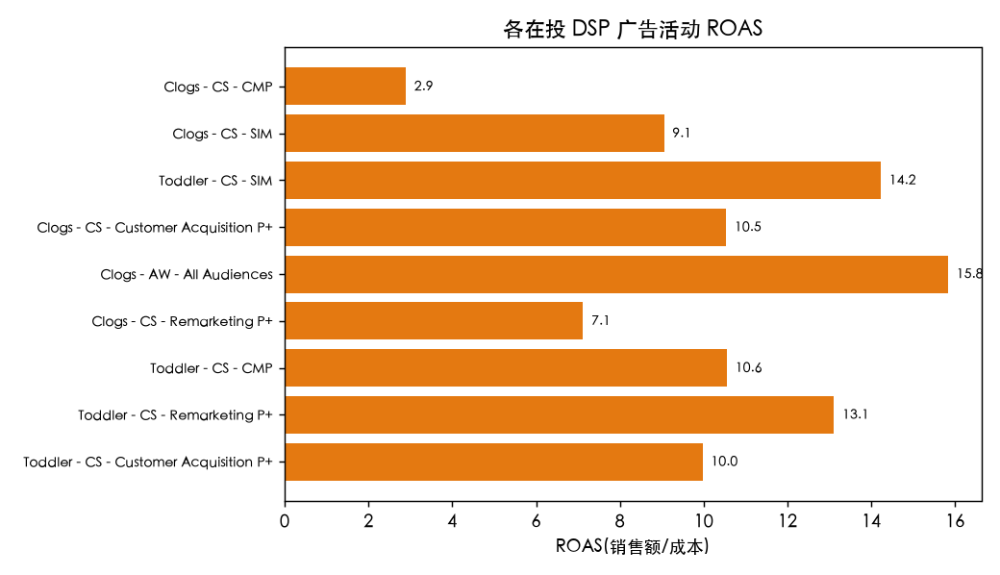 各在投 DSP 广告活动 ROAS
Clogs - CS - CMP
2.9
Clogs - CS - SIM
9.1
Toddler - CS - SIM
14.2
Clogs - CS - Customer Acquisition P+
10.5
Clogs - AW - All Audiences
15.8
Clogs - CS - Remarketing P+
7.1
Toddler - CS - CMP
10.6
Toddler - CS - Remarketing P+
13.1
Toddler - CS - Customer Acquisition P+
10.0
0 2 4 6 8 10 12 14 16
ROAS(销售额/成本)